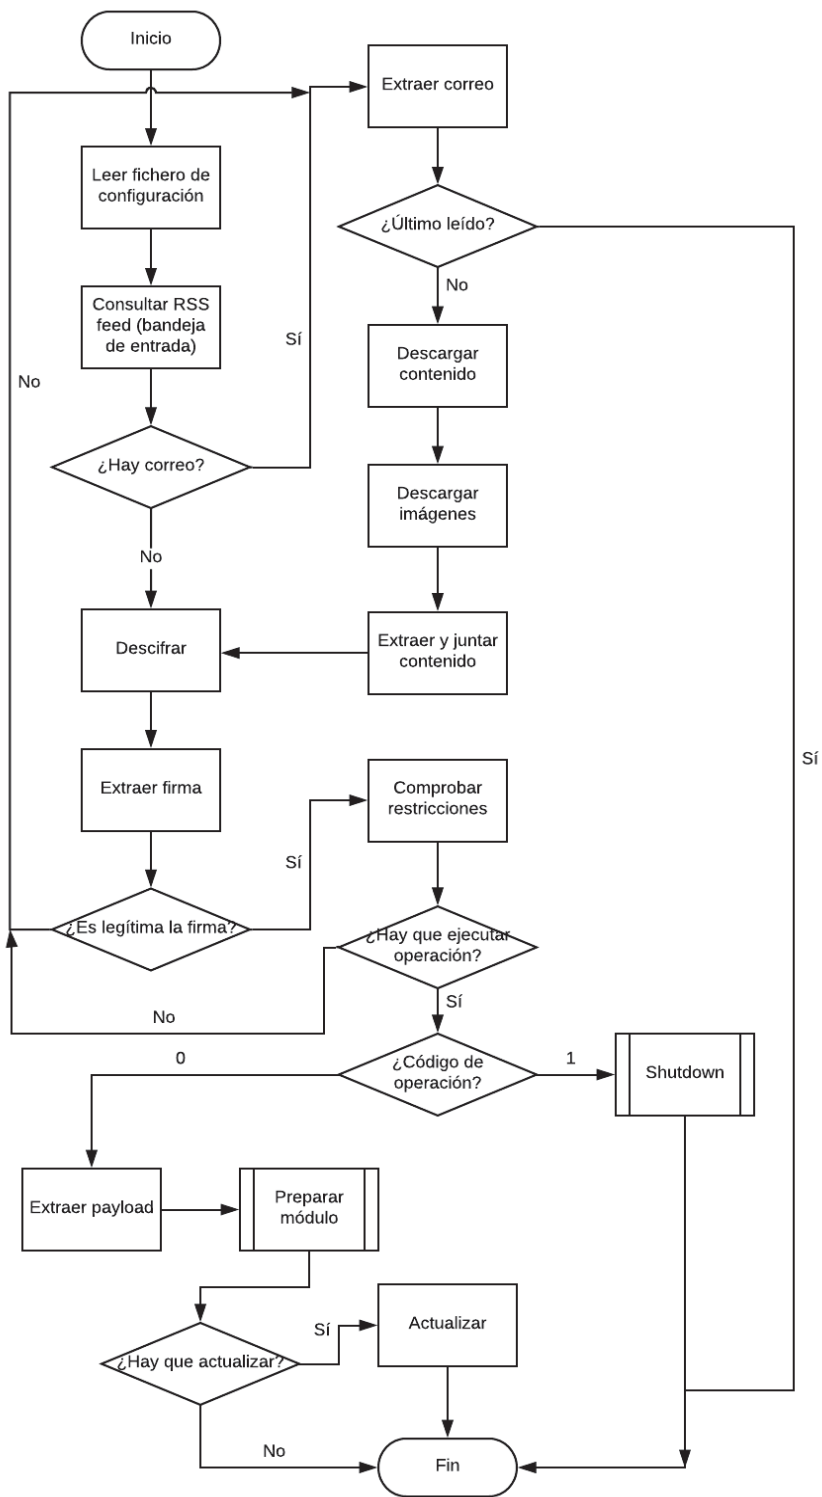 Inicio
Extraer correo
Leer fichero de
configuración
¿Último leído?
No
Consultar RSS
feed (bandeja
de entrada)
Sí
Descargar
contenido
No
¿Hay correo?
Descargar
imágenes
No
Descifrar
Extraer y juntar
contenido
Sí
Extraer firma
Comprobar
restricciones
Sí
¿Es legítima la firma?
¿Hay que ejecutar
operación?
Sí
No
0
¿Código de
operación?
1
Shutdown
Extraer payload
Preparar
módulo
Sí
Actualizar
¿Hay que actualizar?
No
Fin